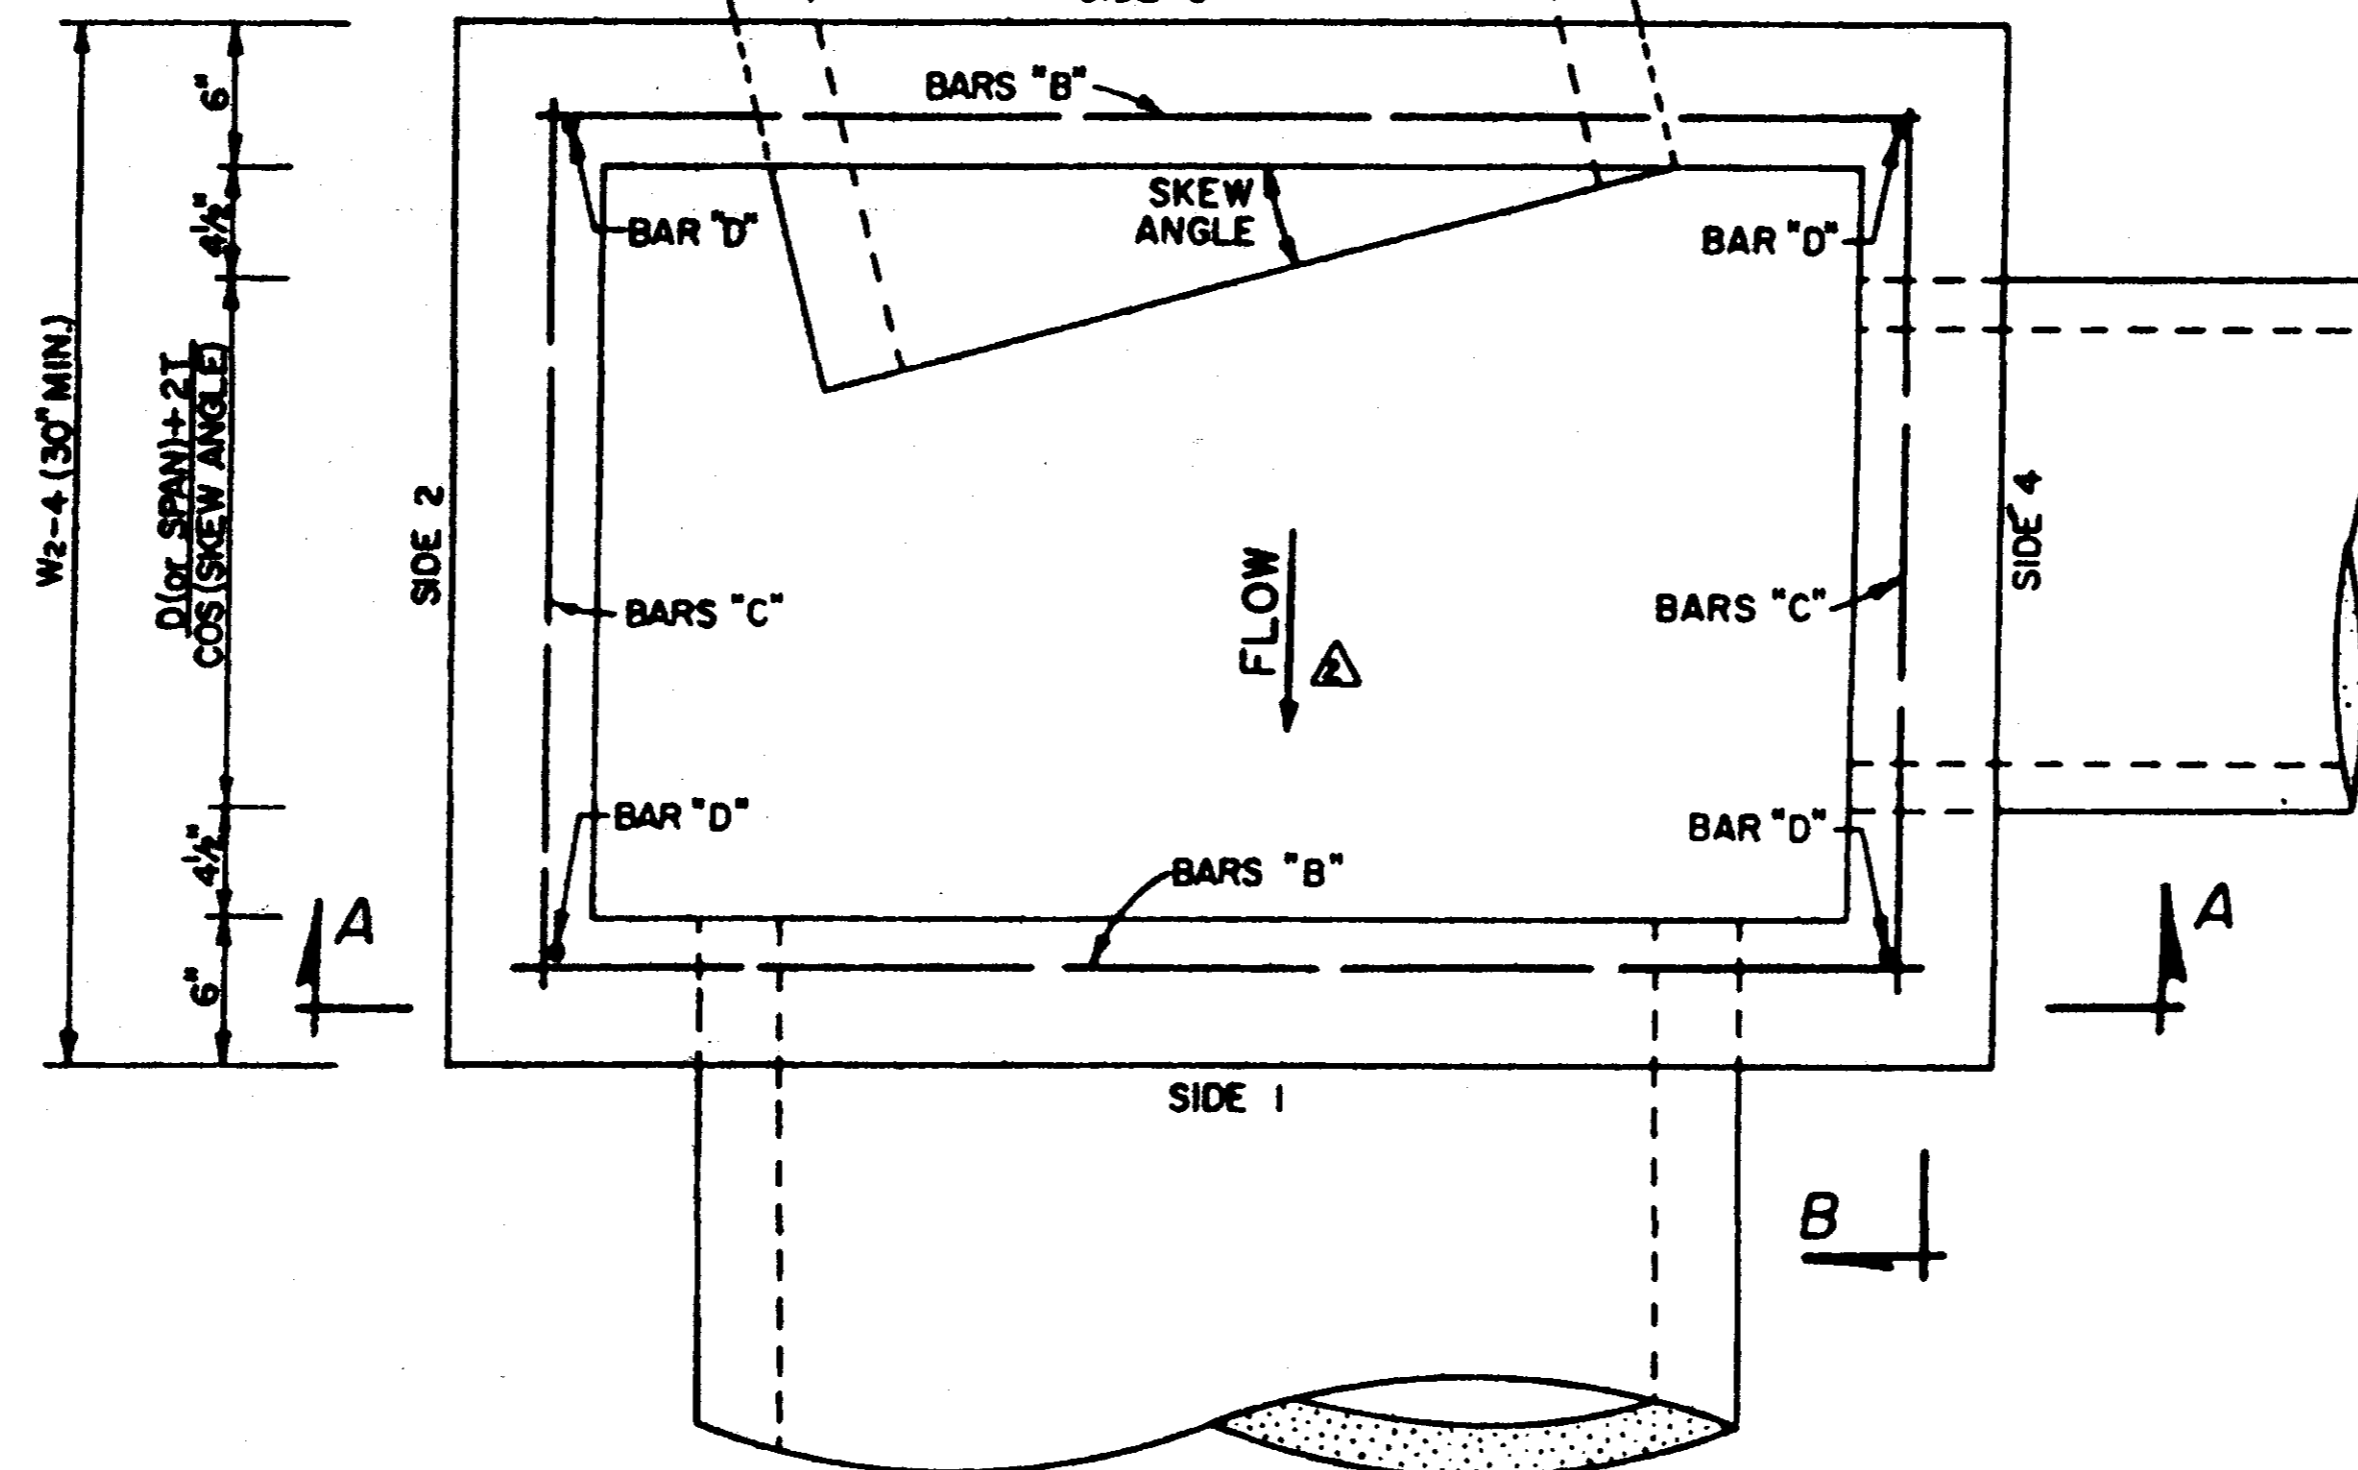 BARS "B"
6"
SKEW
ANGLE
4½"
BAR "D"
BAR "D"
W2-4 (30" MIN.)
D(or SPAN)+2T
COS(SKEW ANGLE)
SIDE 2
SIDE 4
FLOW
2
BARS "C"
BARS "C"
BAR "D"
BAR "D"
4½"
BARS "B"
A
A
6"
SIDE 1
B